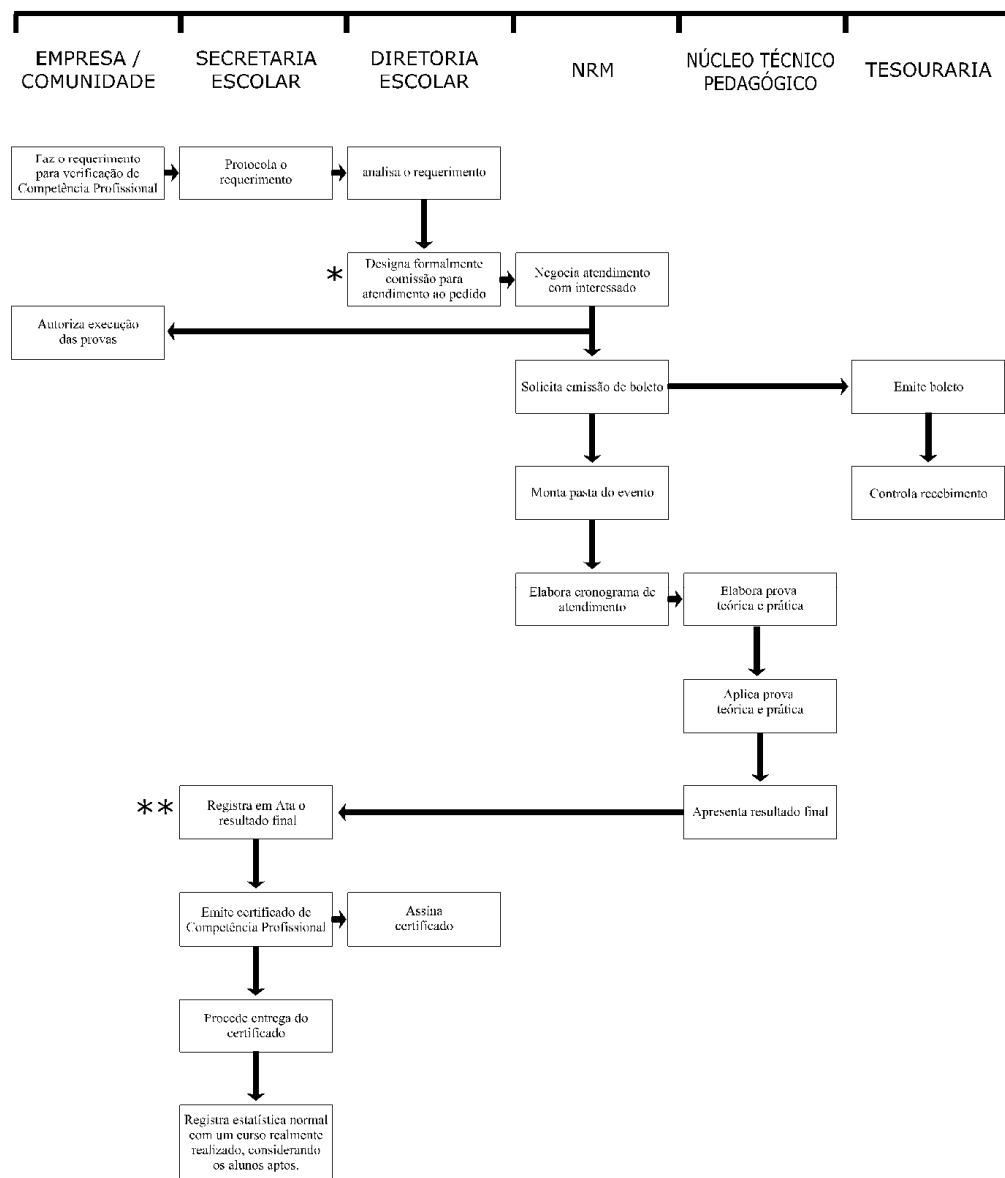 EMPRESA /
COMUNIDADE
SECRETARIA
ESCOLAR
DIRETORIA
ESCOLAR
NRM
NÚCLEO TÉCNICO
PEDAGÓGICO
TESOURARIA
Faz o requerimento
para verificação de
Competência Profissional
Protocola o
requerimento
analisa o requerimento
*
Designa formalmente
comissão para
atendimento ao pedido
Negocia atendimento
com interessado
Autoriza execução
das provas
Solicita emissão de boleto
Emite boleto
Monta pasta do evento
Controla recebimento
Elabora cronograma de
atendimento
Elabora prova
teórica e prática
Aplica prova
teórica e prática
**
Registra em Ata o
resultado final
Apresenta resultado final
Emite certificado de
Competência Profissional
Assina
certificado
Procede entrega do
certificado
Registra estatística normal
com um curso realmente
realizado, considerando
os alunos aptos.